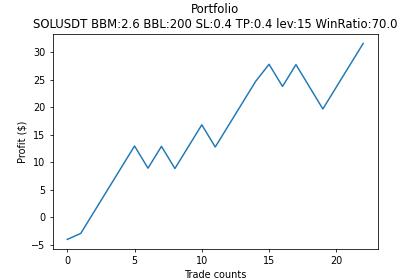 Portfolio
SOLUSDT BBM:2.6 BBL:200 SL:0.4 TP:0.4 lev:15 WinRatio:70.0
30
25
20
15
10
5
0
−5
Profit ($)
0 5 10 15 20
Trade counts